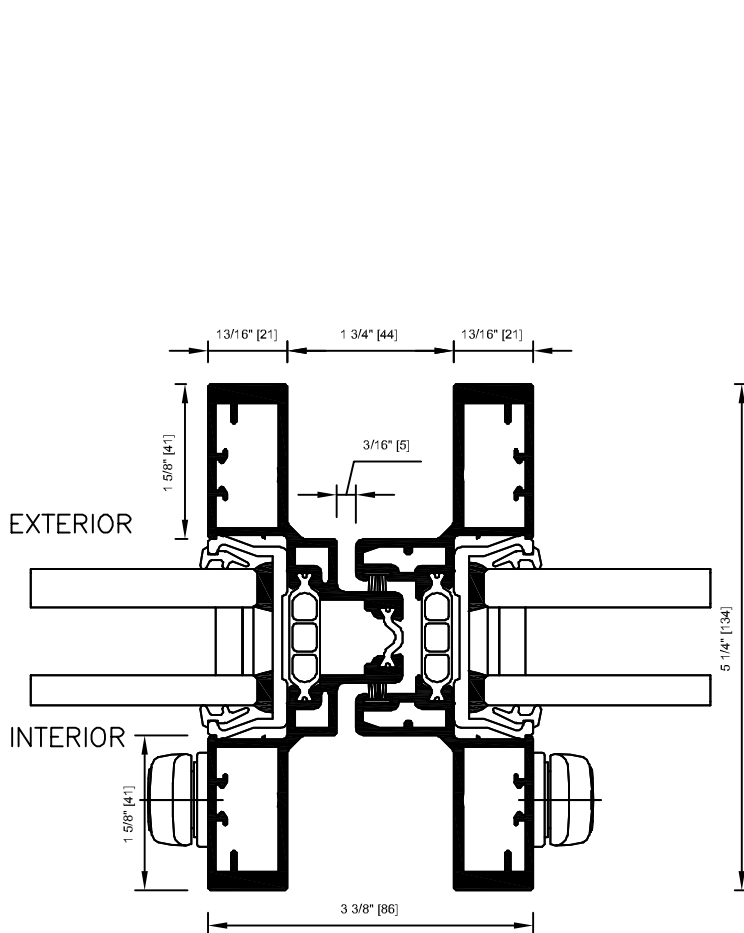 13/16" [21]
1 3/4" [44]
13/16" [21]
3/16" [5]
1 5/8" [41]
EXTERIOR
5 1/4" [134]
INTERIOR
1 5/8" [41]
3 3/8" [86]